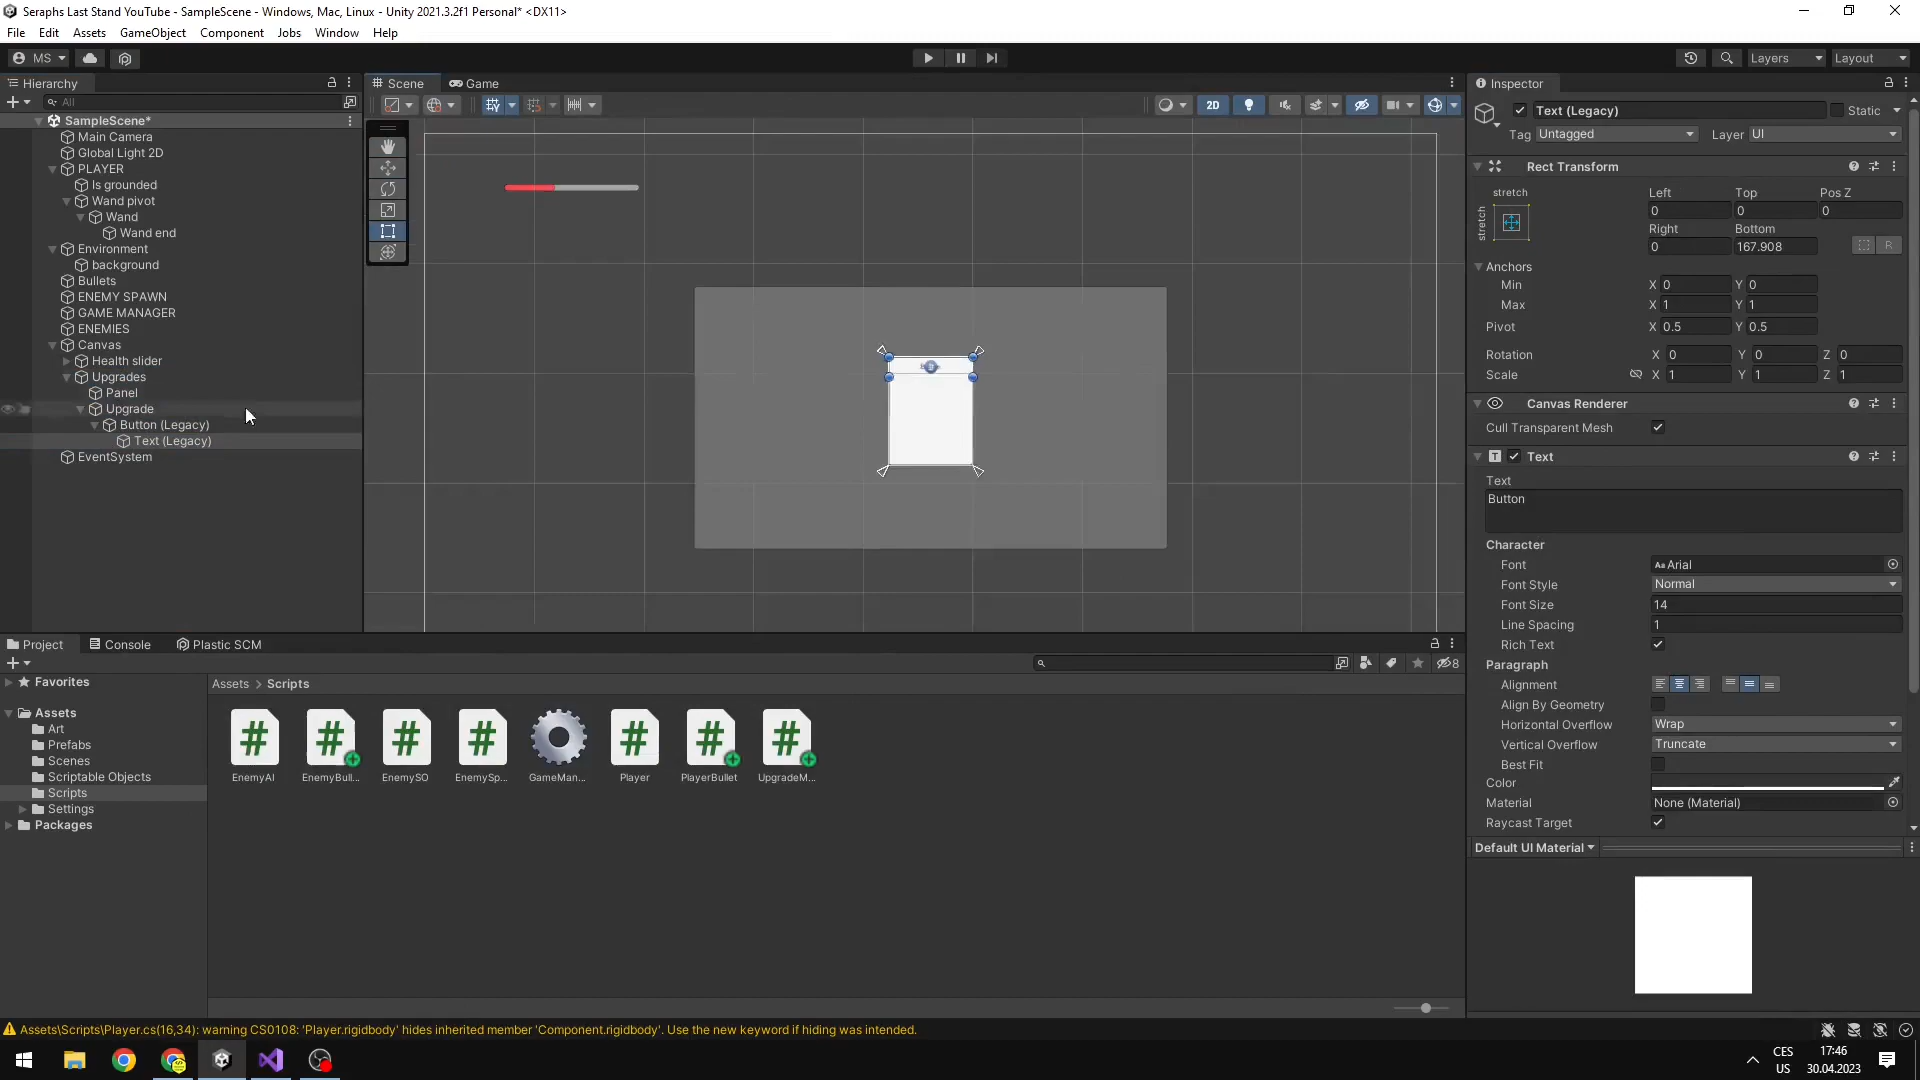 Seraphs Last Stand YouTube - SampleScene - Windows, Mac, Linux - Unity 2021.3.2f1 Personal* <DX11>
File Edit Assets GameObject Component Jobs Window Help
MS
Layers
Layout
Hierarchy
Scene
Game
Inspector
All
SampleScene*
Main Camera
Global Light 2D
PLAYER
Is grounded
Wand pivot
Wand
Wand end
Environment
background
Bullets
ENEMY SPAWN
GAME MANAGER
ENEMIES
Canvas
Health slider
Upgrades
Panel
Upgrade
Button (Legacy)
Text (Legacy)
EventSystem
2D
Text (Legacy)
Static
Tag Untagged Layer UI
Rect Transform
stretch
stretch
Left Top Pos Z
0 0 0
Right Bottom
0 167.908
R
Anchors
Min X 0 Y 0
Max X 1 Y 1
Pivot X 0.5 Y 0.5
Rotation X 0 Y 0 Z 0
Scale X 1 Y 1 Z 1
Canvas Renderer
Cull Transparent Mesh
Text
Text
Button
Character
Font Aa Arial
Font Style Normal
Font Size 14
Line Spacing 1
Rich Text
Paragraph
Alignment
Align By Geometry
Horizontal Overflow Wrap
Vertical Overflow Truncate
Best Fit
Color
Material None (Material)
Raycast Target
Default UI Material
Project Console Plastic SCM
8
Favorites
Assets
Art
Prefabs
Scenes
Scriptable Objects
Scripts
Settings
Packages
Assets > Scripts
EnemyAI EnemyBull... EnemySO EnemySp... GameMan... Player PlayerBullet UpgradeM...
Assets\Scripts\Player.cs(16,34): warning CS0108: 'Player.rigidbody' hides inherited member 'Component.rigidbody'. Use the new keyword if hiding was intended.
CES
US
17:46
30.04.2023